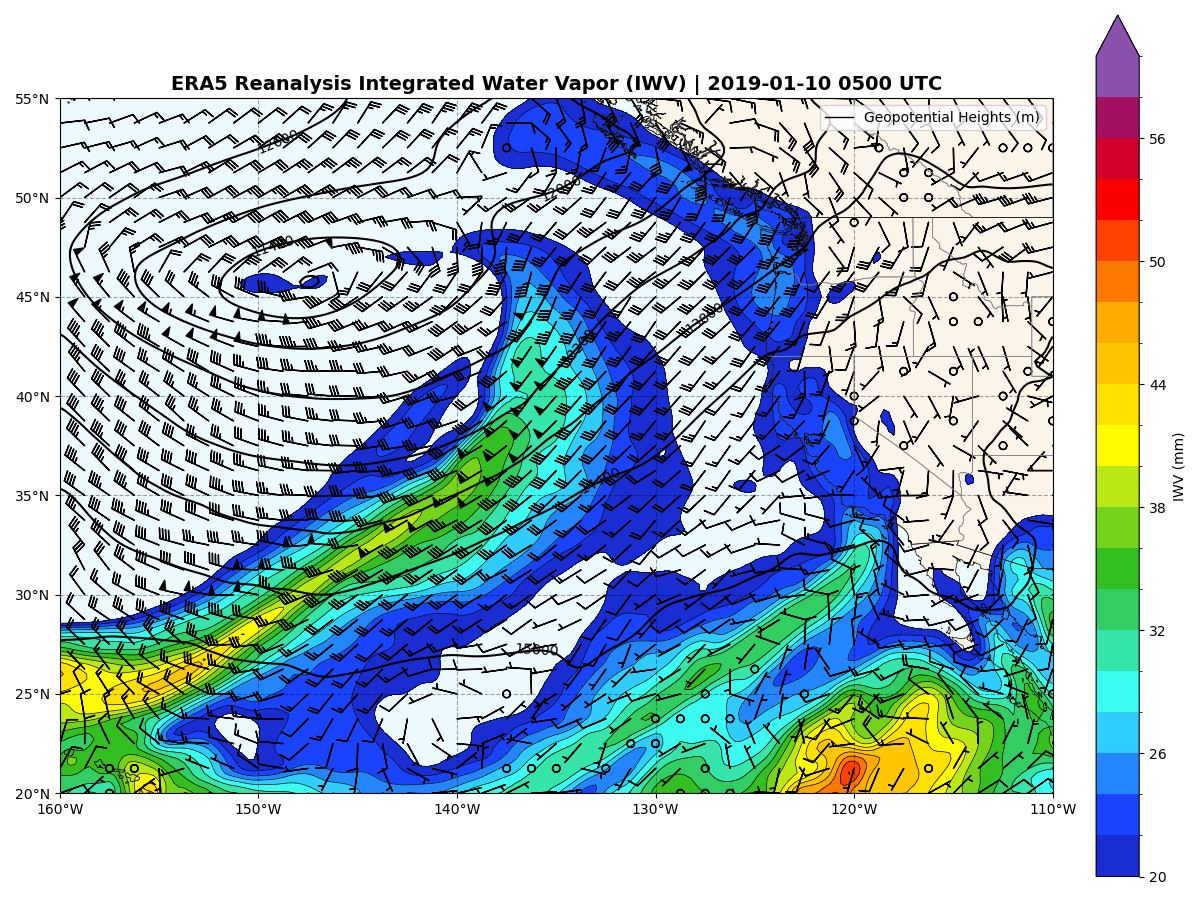 ERA5 Reanalysis Integrated Water Vapor (IWV) | 2019-01-10 0500 UTC
Geopotential Heights (m)
55°N
50°N
45°N
40°N
35°N
30°N
25°N
20°N
160°W
150°W
140°W
130°W
120°W
110°W
12600
15000
56
50
44
38
32
26
20
IWV (mm)